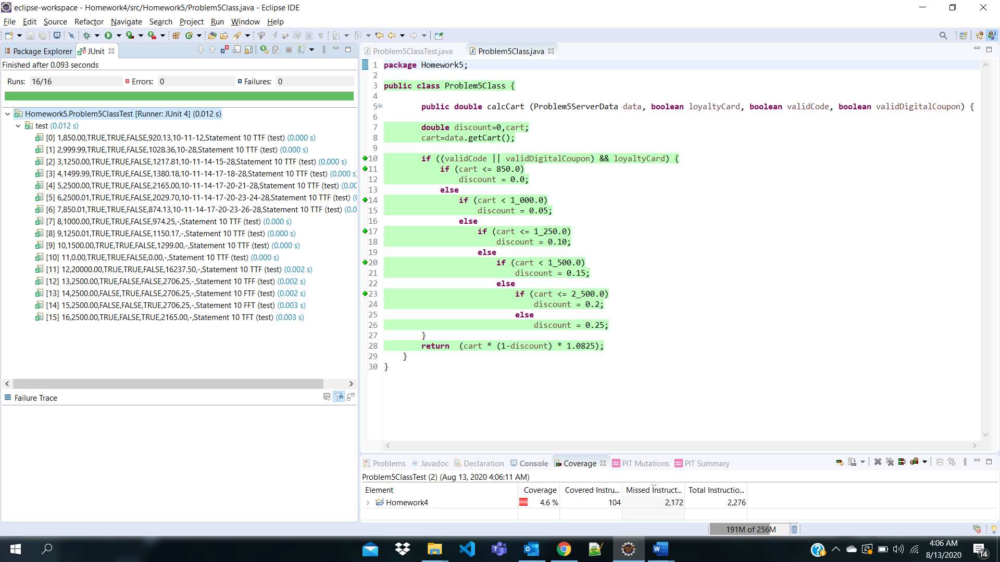 eclipse-workspace - Homework4/src/Homework5/Problem5Class.java - Eclipse IDE
File Edit Source Refactor Navigate Search Project Run Window Help
Package Explorer JUnit
Finished after 0.093 seconds
Runs: 16/16 Errors: 0 Failures: 0
Homework5.Problem5ClassTest [Runner: JUnit 4] (0.012 s)
test (0.012 s)
[0] 1,850.00,TRUE,TRUE,FALSE,920.13,10-11-12,Statement 10 TTF (test) (0.000 s)
[1] 2,999.99,TRUE,TRUE,FALSE,1028.36,10-28,Statement 10 TTF (test) (0.000 s)
[2] 3,1250.00,TRUE,TRUE,FALSE,1217.81,10-11-14-15-28,Statement 10 TTF (test) (0.000 s)
[3] 4,1499.99,TRUE,TRUE,FALSE,1380.18,10-11-14-17-18-28,Statement 10 TTF (test) (0.000 s
[4] 5,2500.00,TRUE,TRUE,FALSE,2165.00,10-11-14-17-20-21-28,Statement 10 TTF (test) (0.00
[5] 6,2500.01,TRUE,TRUE,FALSE,2029.70,10-11-14-17-20-23-24-28,Statement 10 TTF (test) (
[6] 7,850.01,TRUE,TRUE,FALSE,874.13,10-11-14-17-20-23-26-28,Statement 10 TTF (test) (0.0
[7] 8,1000.00,TRUE,TRUE,FALSE,974.25,-,Statement 10 TTF (test) (0.000 s)
[8] 9,1250.01,TRUE,TRUE,FALSE,1150.17,-,Statement 10 TTF (test) (0.000 s)
[9] 10,1500.00,TRUE,TRUE,FALSE,1299.00,-,Statement 10 TTF (test) (0.000 s)
[10] 11,0.00,TRUE,TRUE,FALSE,0.00,-,Statement 10 TTF (test) (0.000 s)
[11] 12,20000.00,TRUE,TRUE,FALSE,16237.50,-,Statement 10 TTF (test) (0.002 s)
[12] 13,2500.00,TRUE,FALSE,FALSE,2706.25,-,Statement 10 TFF (test) (0.002 s)
[13] 14,2500.00,FALSE,TRUE,FALSE,2706.25,-,Statement 10 FTF (test) (0.002 s)
[14] 15,2500.00,FALSE,FALSE,TRUE,2706.25,-,Statement 10 FFT (test) (0.003 s)
[15] 16,2500.00,TRUE,FALSE,TRUE,2165.00,-,Statement 10 TFT (test) (0.003 s)
Failure Trace
Problem5ClassTest.java Problem5Class.java
1 package Homework5;
2
3 public class Problem5Class {
4
5 public double calcCart (Problem5ServerData data, boolean loyaltyCard, boolean validCode, boolean validDigitalCoupon) {
6
7 double discount=0,cart;
8 cart=data.getCart();
9
10 if ((validCode || validDigitalCoupon) && loyaltyCard) {
11 if (cart <= 850.0)
12 discount = 0.0;
13 else
14 if (cart < 1_000.0)
15 discount = 0.05;
16 else
17 if (cart <= 1_250.0)
18 discount = 0.10;
19 else
20 if (cart < 1_500.0)
21 discount = 0.15;
22 else
23 if (cart <= 2_500.0)
24 discount = 0.2;
25 else
26 discount = 0.25;
27 }
28 return (cart * (1-discount) * 1.0825);
29 }
30 }
Problems Javadoc Declaration Console Coverage PIT Mutations PIT Summary
Problem5ClassTest (2) (Aug 13, 2020 4:06:11 AM)
Element Coverage Covered Instru... Missed Instruct... Total Instructio...
Homework4 4.6 % 104 2,172 2,276
191M of 256M
4:06 AM
8/13/2020
14